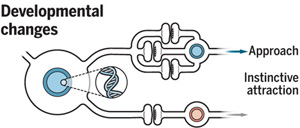 Developmental
changes
Approach
Instinctive
attraction